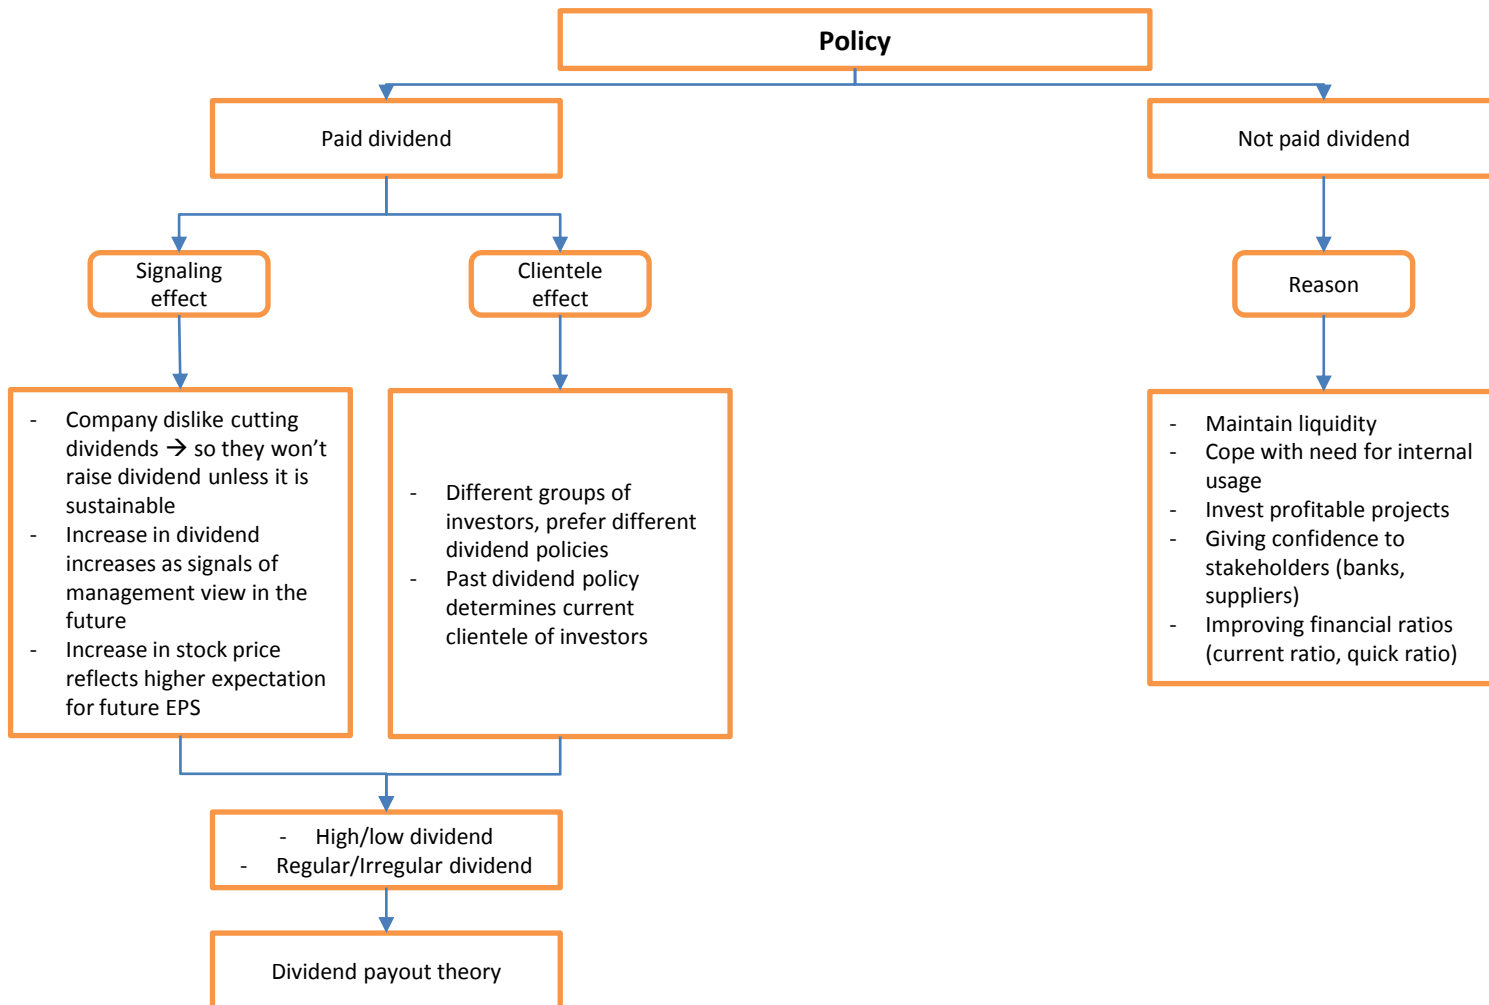 Policy
Paid dividend
Not paid dividend
Signaling
effect
Clientele
effect
Reason
- Company dislike cutting
dividends → so they won’t
raise dividend unless it is
sustainable
- Increase in dividend
increases as signals of
management view in the
future
- Increase in stock price
reflects higher expectation
for future EPS
- Different groups of
investors, prefer different
dividend policies
- Past dividend policy
determines current
clientele of investors
- Maintain liquidity
- Cope with need for internal
usage
- Invest profitable projects
- Giving confidence to
stakeholders (banks,
suppliers)
- Improving financial ratios
(current ratio, quick ratio)
- High/low dividend
- Regular/Irregular dividend
Dividend payout theory